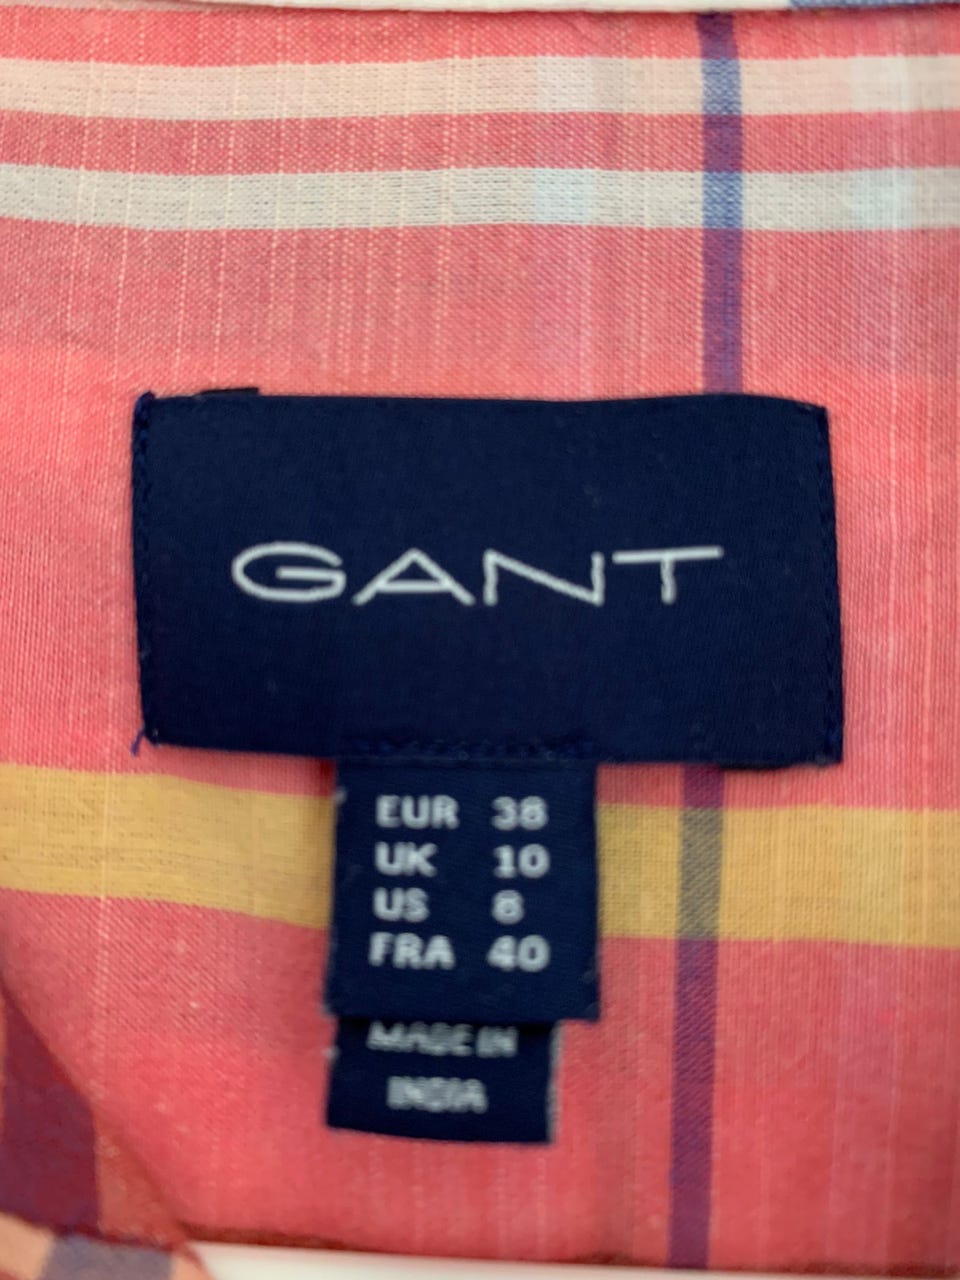 GANT
EUR 38
UK 10
US 8
FRA 40
MADE IN
INDIA